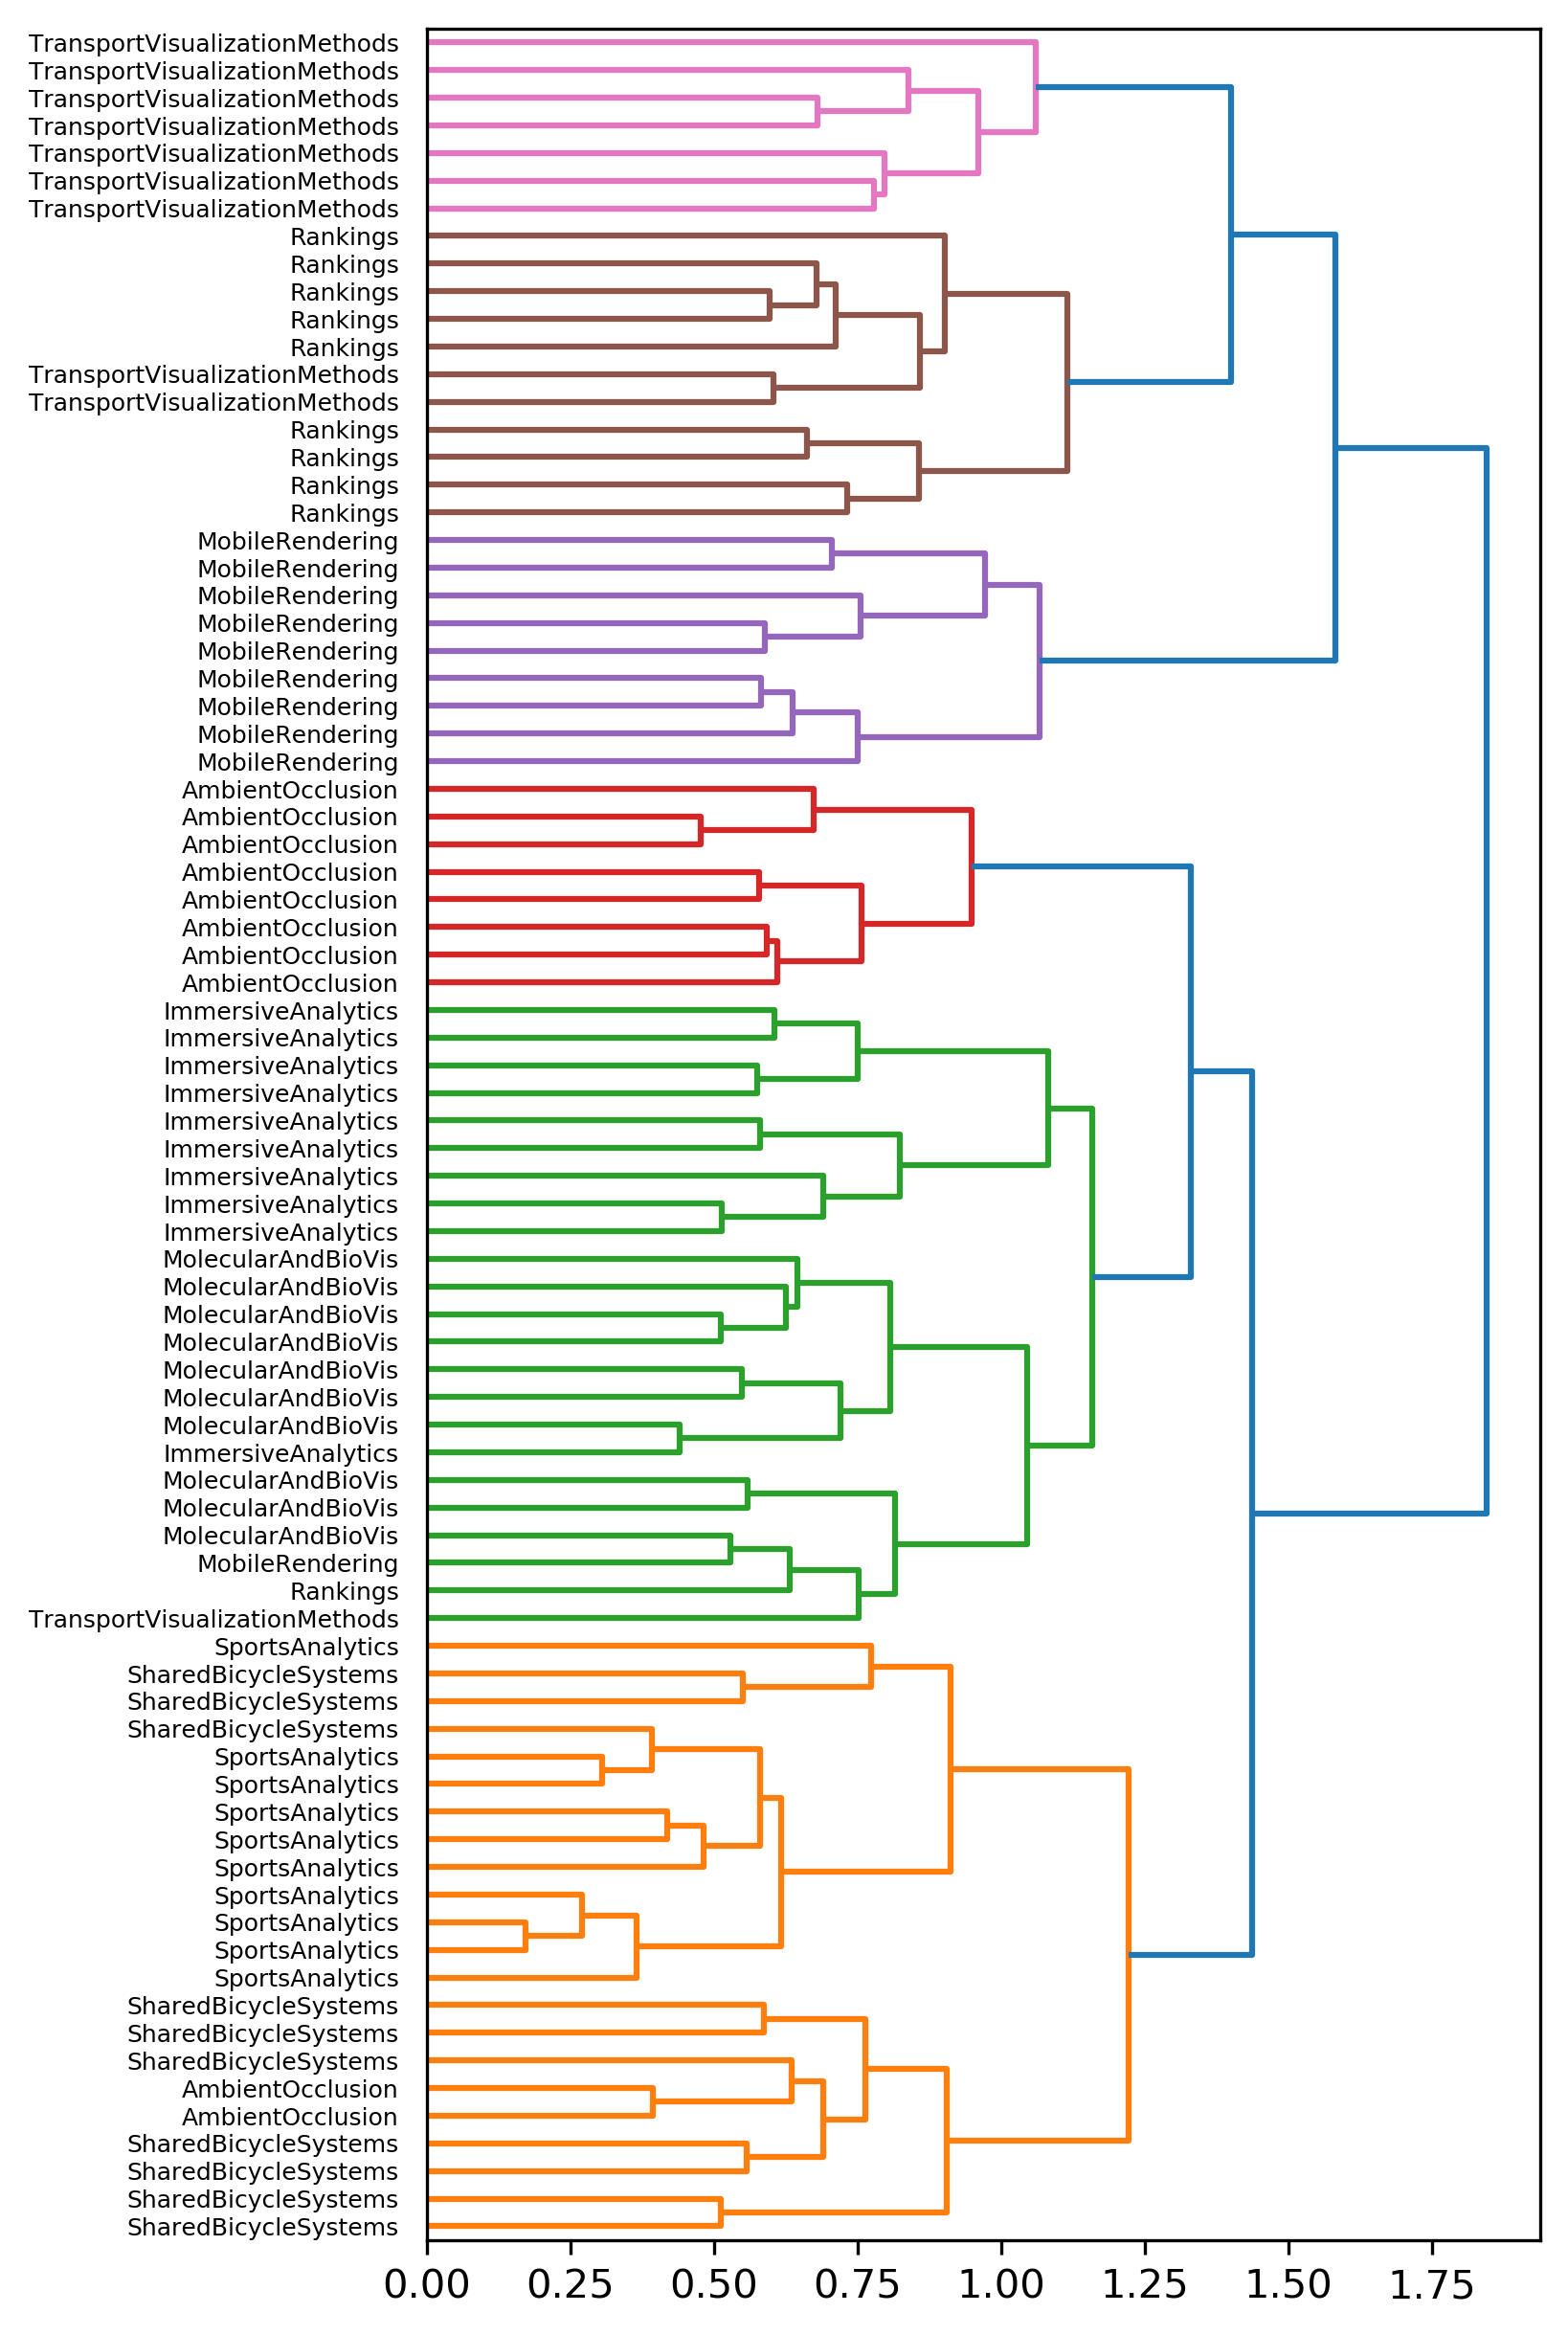 TransportVisualizationMethods
TransportVisualizationMethods
TransportVisualizationMethods
TransportVisualizationMethods
TransportVisualizationMethods
TransportVisualizationMethods
TransportVisualizationMethods
Rankings
Rankings
Rankings
Rankings
Rankings
TransportVisualizationMethods
TransportVisualizationMethods
Rankings
Rankings
Rankings
Rankings
MobileRendering
MobileRendering
MobileRendering
MobileRendering
MobileRendering
MobileRendering
MobileRendering
MobileRendering
MobileRendering
AmbientOcclusion
AmbientOcclusion
AmbientOcclusion
AmbientOcclusion
AmbientOcclusion
AmbientOcclusion
AmbientOcclusion
AmbientOcclusion
ImmersiveAnalytics
ImmersiveAnalytics
ImmersiveAnalytics
ImmersiveAnalytics
ImmersiveAnalytics
ImmersiveAnalytics
ImmersiveAnalytics
ImmersiveAnalytics
ImmersiveAnalytics
MolecularAndBioVis
MolecularAndBioVis
MolecularAndBioVis
MolecularAndBioVis
MolecularAndBioVis
MolecularAndBioVis
MolecularAndBioVis
ImmersiveAnalytics
MolecularAndBioVis
MolecularAndBioVis
MolecularAndBioVis
MobileRendering
Rankings
TransportVisualizationMethods
SportsAnalytics
SharedBicycleSystems
SharedBicycleSystems
SharedBicycleSystems
SportsAnalytics
SportsAnalytics
SportsAnalytics
SportsAnalytics
SportsAnalytics
SportsAnalytics
SportsAnalytics
SportsAnalytics
SportsAnalytics
SharedBicycleSystems
SharedBicycleSystems
SharedBicycleSystems
AmbientOcclusion
AmbientOcclusion
SharedBicycleSystems
SharedBicycleSystems
SharedBicycleSystems
SharedBicycleSystems
0.00 0.25 0.50 0.75 1.00 1.25 1.50 1.75